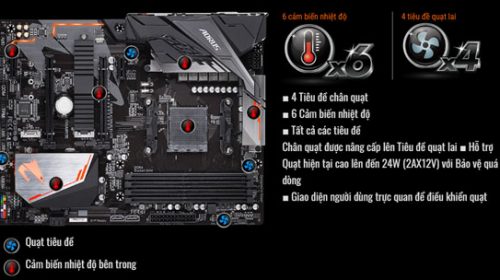 AORUS
6 cảm biến nhiệt độ
4 tiêu đề quạt lai
x6
x4
■ 4 Tiêu đề chân quạt
■ 6 Cảm biến nhiệt độ
■ Tất cả các tiêu đề
Chân quạt được nâng cấp lên Tiêu đề quạt lai ■ Hỗ trợ
Quạt hiện tại cao lên đến 24W (2AX12V) với Bảo vệ quá
dòng
■ Giao diện người dùng trực quan để điều khiển quạt
Quạt tiêu đề
Cảm biến nhiệt độ bên trong